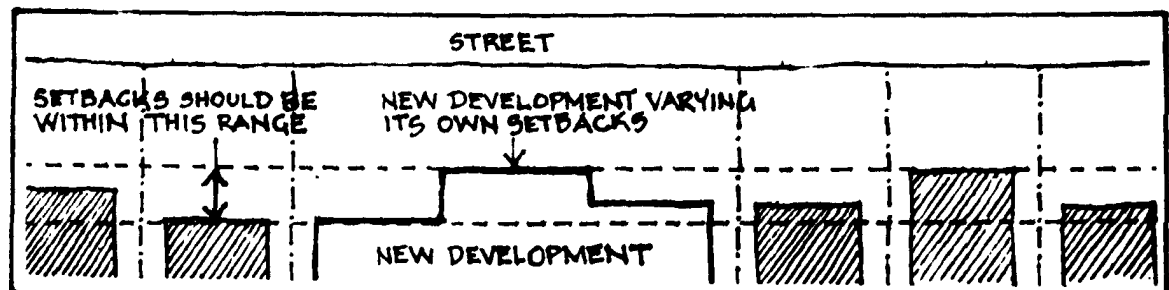 STREET
SETBACKS SHOULD BE
WITHIN THIS RANGE
NEW DEVELOPMENT VARYING
ITS OWN SETBACKS
NEW DEVELOPMENT